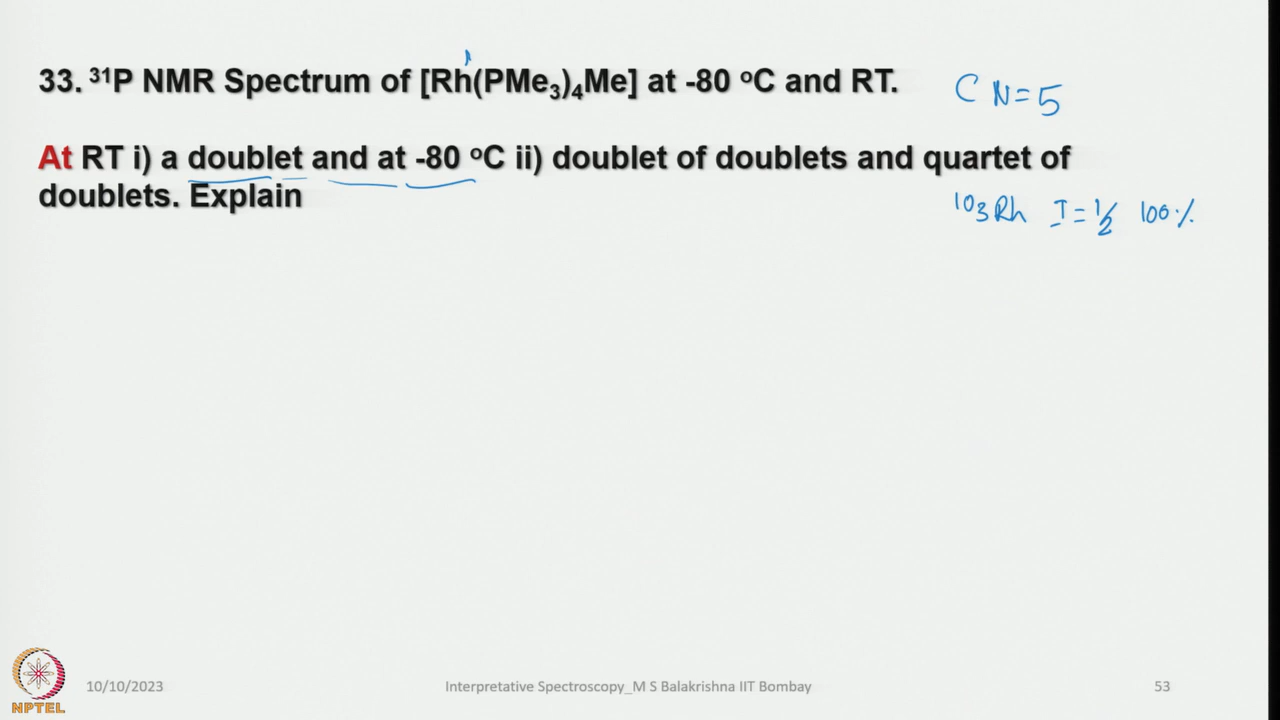 33. ³¹P NMR Spectrum of [Rh(PMe₃)₄Me] at -80 ºC and RT.
C N=5
At RT i) a doublet and at -80 ºC ii) doublet of doublets and quartet of
doublets. Explain
¹⁰³Rh I=1/2 100%
NPTEL
10/10/2023
Interpretative Spectroscopy_M S Balakrishna IIT Bombay
53